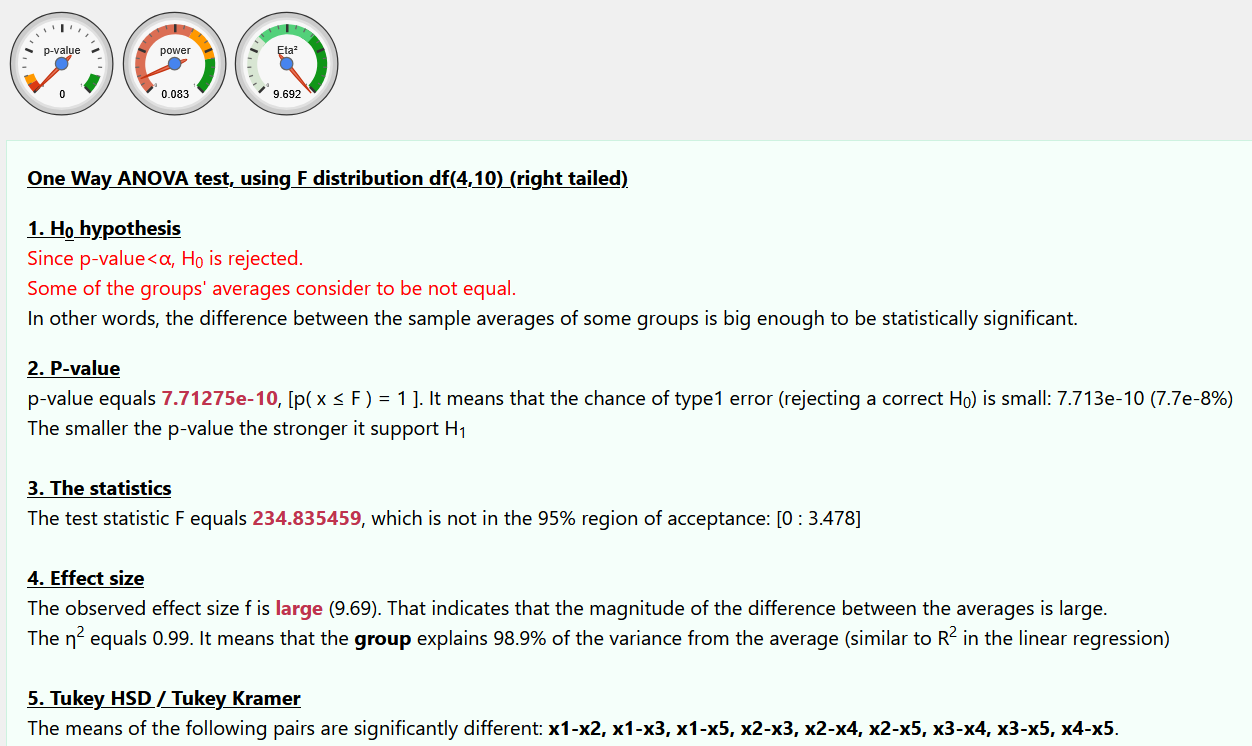 p-value
0
power
0.083
Eta²
9.692
One Way ANOVA test, using F distribution df(4,10) (right tailed)
1. H₀ hypothesis
Since p-value<α, H₀ is rejected.
Some of the groups' averages consider to be not equal.
In other words, the difference between the sample averages of some groups is big enough to be statistically significant.
2. P-value
p-value equals 7.71275e-10, [p( x ≤ F ) = 1 ]. It means that the chance of type1 error (rejecting a correct H₀) is small: 7.713e-10 (7.7e-8%)
The smaller the p-value the stronger it support H₁
3. The statistics
The test statistic F equals 234.835459, which is not in the 95% region of acceptance: [0 : 3.478]
4. Effect size
The observed effect size f is large (9.69). That indicates that the magnitude of the difference between the averages is large.
The η² equals 0.99. It means that the group explains 98.9% of the variance from the average (similar to R² in the linear regression)
5. Tukey HSD / Tukey Kramer
The means of the following pairs are significantly different: x1-x2, x1-x3, x1-x5, x2-x3, x2-x4, x2-x5, x3-x4, x3-x5, x4-x5.